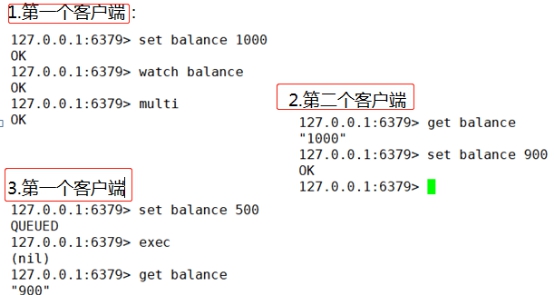 1.第一个客户端：
127.0.0.1:6379> set balance 1000
OK
127.0.0.1:6379> watch balance
OK
127.0.0.1:6379> multi
OK
2.第二个客户端
127.0.0.1:6379> get balance
"1000"
127.0.0.1:6379> set balance 900
OK
127.0.0.1:6379>
3.第一个客户端
127.0.0.1:6379> set balance 500
QUEUED
127.0.0.1:6379> exec
(nil)
127.0.0.1:6379> get balance
"900"